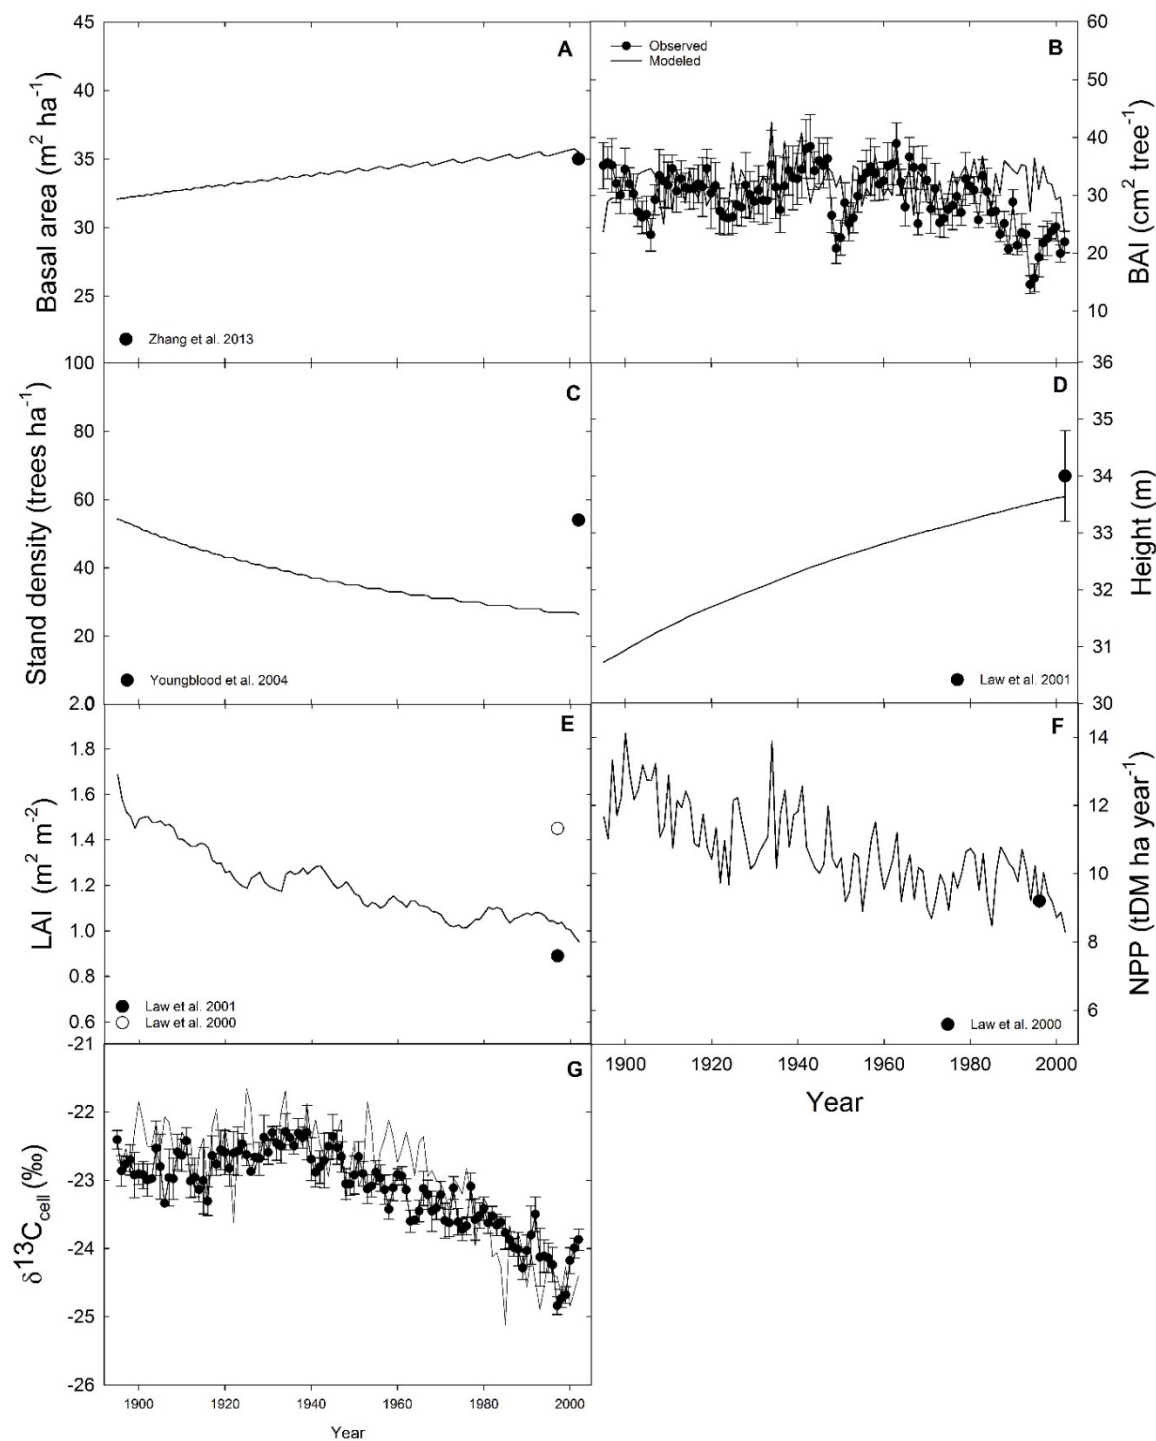 45
40
35
30
25
Basal area (m² ha⁻¹)
A
Zhang et al. 2013
Observed
Modeled
B
60
50
40
30
20
10
BAI (cm² tree⁻¹)
100
80
60
40
20
0
Stand density (trees ha⁻¹)
C
Youngblood et al. 2004
D
36
35
34
33
32
31
30
Height (m)
Law et al. 2001
2.0
1.8
1.6
1.4
1.2
1.0
0.8
0.6
LAI (m² m⁻²)
E
Law et al. 2001
Law et al. 2000
F
14
12
10
8
6
NPP (tDM ha year⁻¹)
Law et al. 2000
1900 1920 1940 1960 1980 2000
Year
-21
-22
-23
-24
-25
-26
δ¹³C_cell (‰)
G
1900 1920 1940 1960 1980 2000
Year